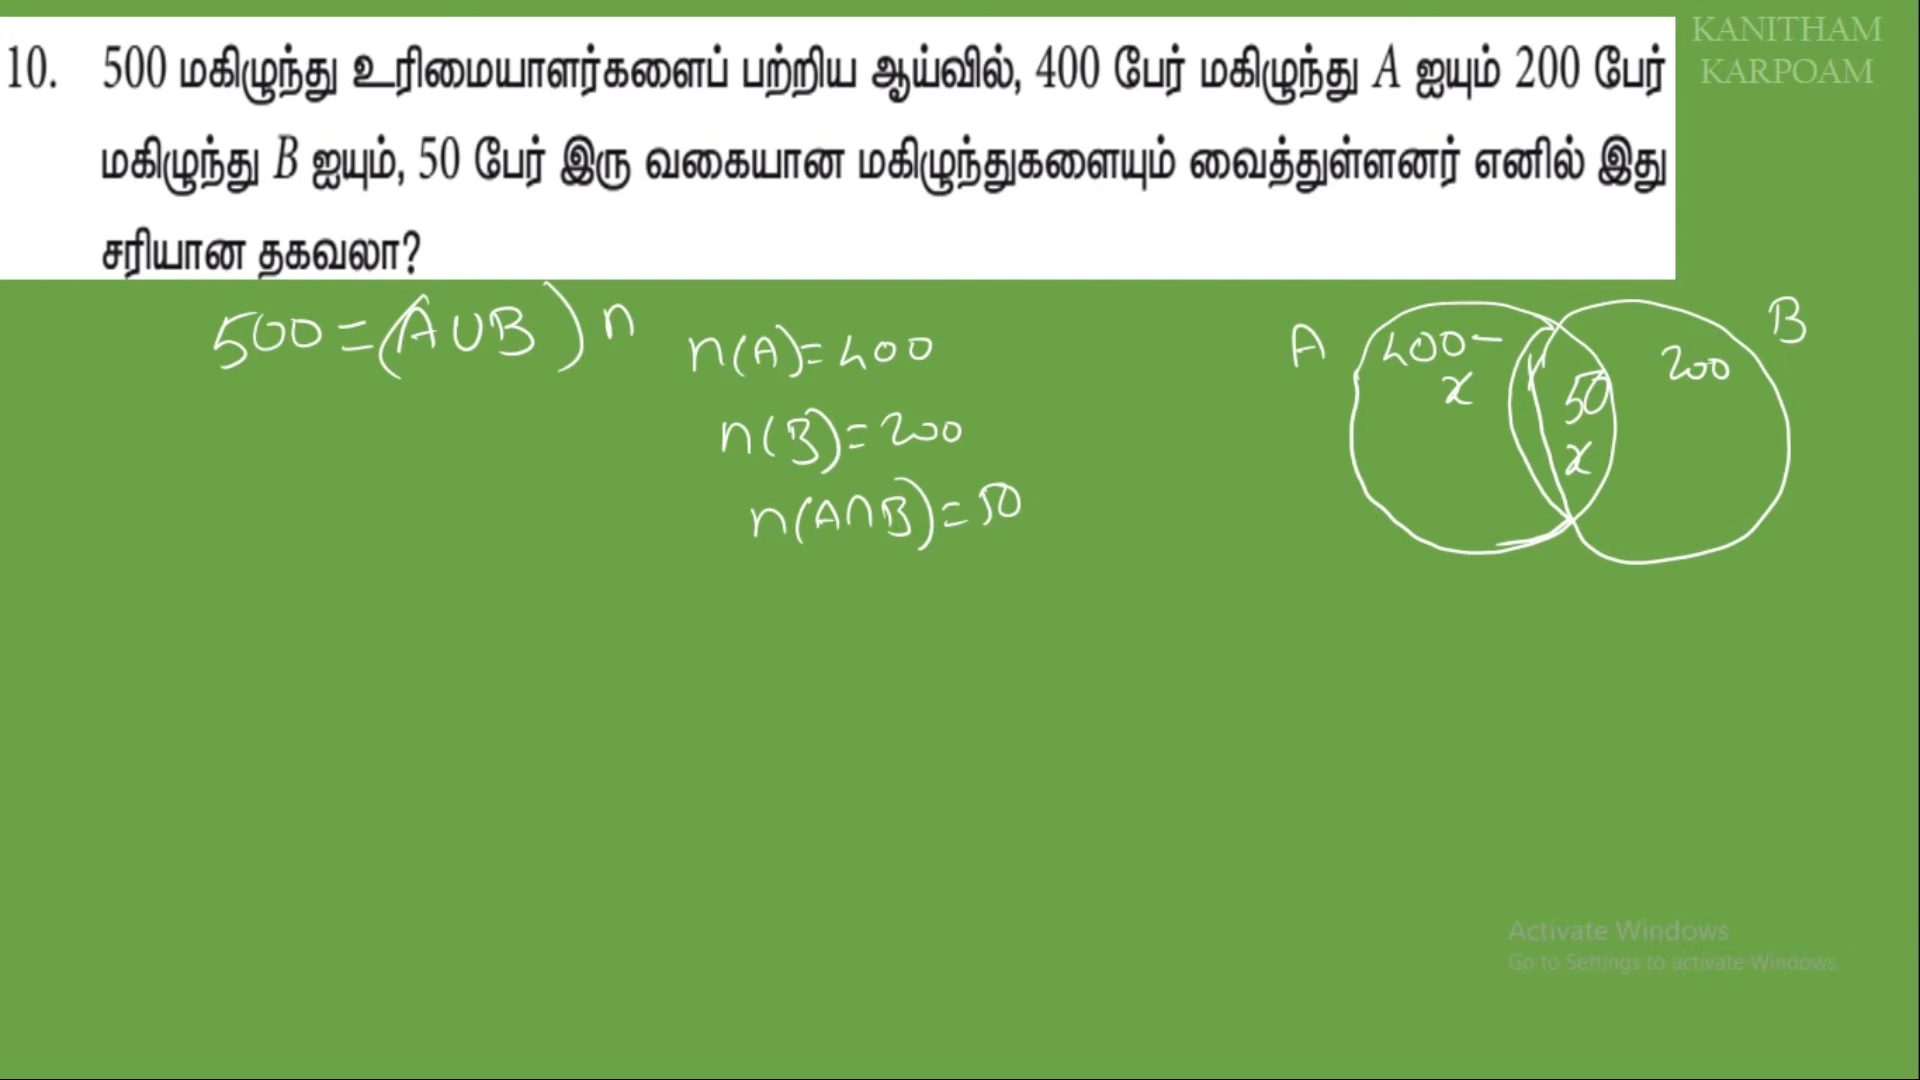 KANITHAM
KARPOAM
10. 500 மகிழுந்து உரிமையாளர்களைப் பற்றிய ஆய்வில், 400 பேர் மகிழுந்து A ஐயும் 200 பேர்
மகிழுந்து B ஐயும், 50 பேர் இரு வகையான மகிழுந்துகளையும் வைத்துள்ளனர் எனில் இது
சரியான தகவலா?
500 = (A∪B) n
n(A) = 400
n(B) = 200
n(A∩B) = 50
A
400 -
x
50
x
200
B
Activate Windows
Go to Settings to activate Windows.